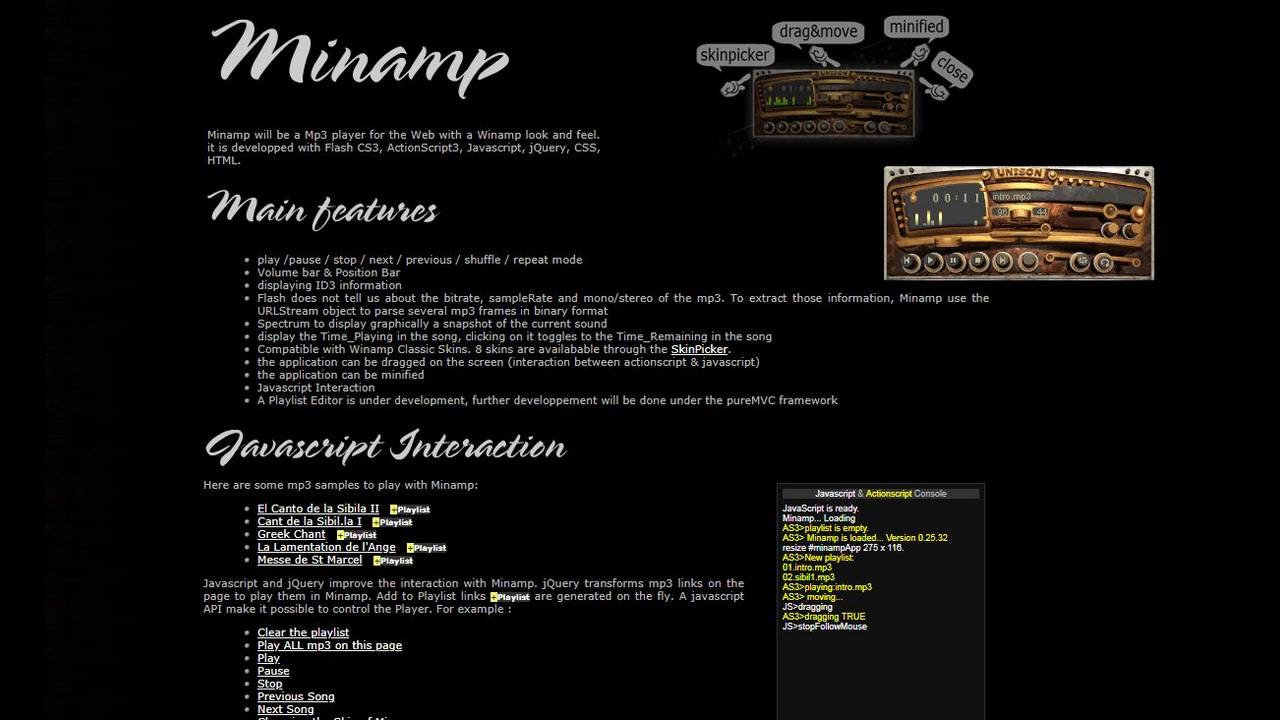 Minamp
skinpicker
drag&move
minified
close
UNISON
Minamp will be a Mp3 player for the Web with a Winamp look and feel.
it is developped with Flash CS3, ActionScript3, Javascript, jQuery, CSS,
HTML.
UNISON
00:11
intro.mp3
96
44
Main features
play /pause / stop / next / previous / shuffle / repeat mode
Volume bar & Position Bar
displaying ID3 information
Flash does not tell us about the bitrate, sampleRate and mono/stereo of the mp3. To extract those information, Minamp use the
URLStream object to parse several mp3 frames in binary format
Spectrum to display graphically a snapshot of the current sound
display the Time_Playing in the song, clicking on it toggles to the Time_Remaining in the song
Compatible with Winamp Classic Skins. 8 skins are availabable through the SkinPicker.
the application can be dragged on the screen (interaction between actionscript & javascript)
the application can be minified
Javascript Interaction
A Playlist Editor is under development, further developpement will be done under the pureMVC framework
Javascript Interaction
Here are some mp3 samples to play with Minamp:
El Canto de la Sibila II +Playlist
Cant de la Sibil.la I +Playlist
Greek Chant +Playlist
La Lamentation de l'Ange +Playlist
Messe de St Marcel +Playlist
Javascript and jQuery improve the interaction with Minamp. jQuery transforms mp3 links on the
page to play them in Minamp. Add to Playlist links +Playlist are generated on the fly. A javascript
API make it possible to control the Player. For example :
Clear the playlist
Play ALL mp3 on this page
Play
Pause
Stop
Previous Song
Next Song
Javascript & Actionscript Console
JavaScript is ready.
Minamp... Loading
AS3>playlist is empty.
AS3> Minamp is loaded... Version 0.25.32
resize #minampApp 275 x 116.
AS3>New playlist:
01.intro.mp3
02.sibil1.mp3
AS3>playing:intro.mp3
AS3> moving...
JS>dragging
AS3>dragging TRUE
JS>stopFollowMouse